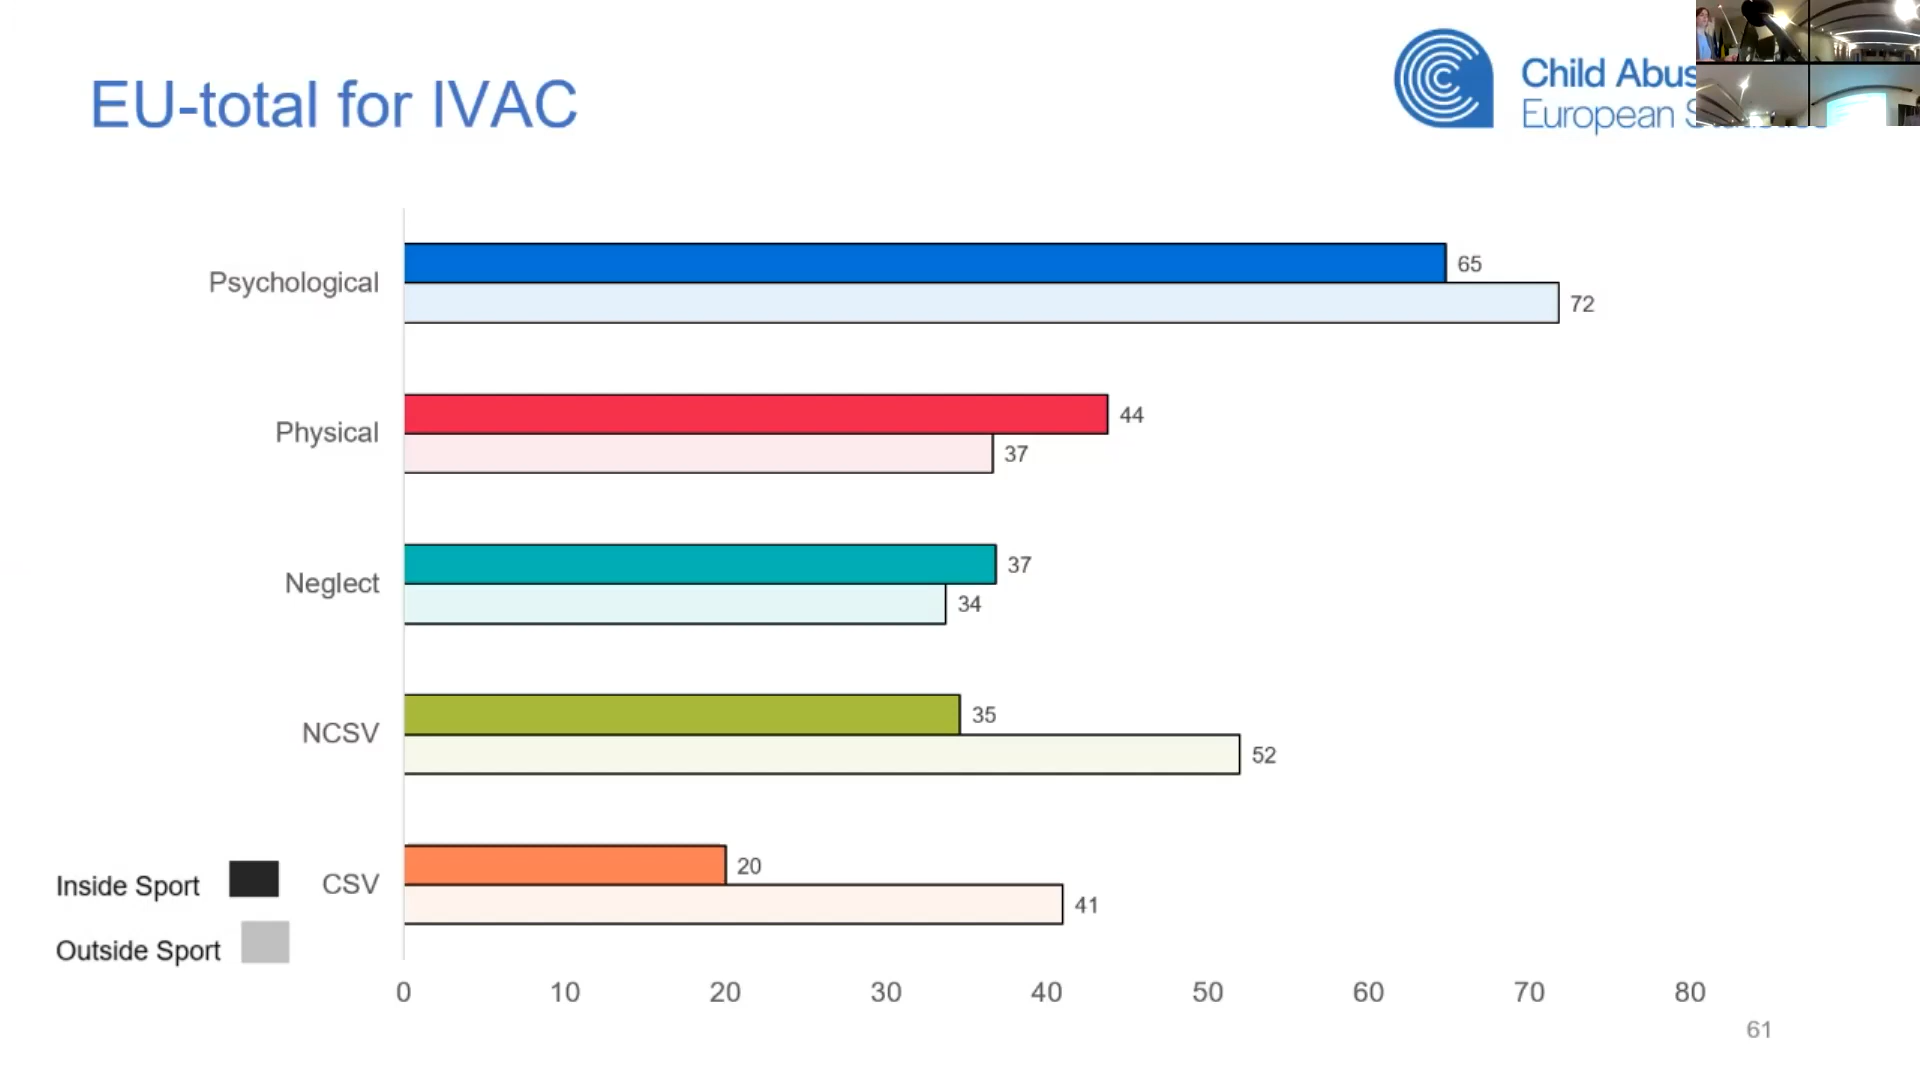 EU-total for IVAC
Child
European
Psychological
65
72
Physical
44
37
Neglect
37
34
NCSV
35
52
Inside Sport
CSV
20
41
Outside Sport
0 10 20 30 40 50 60 70 80
61